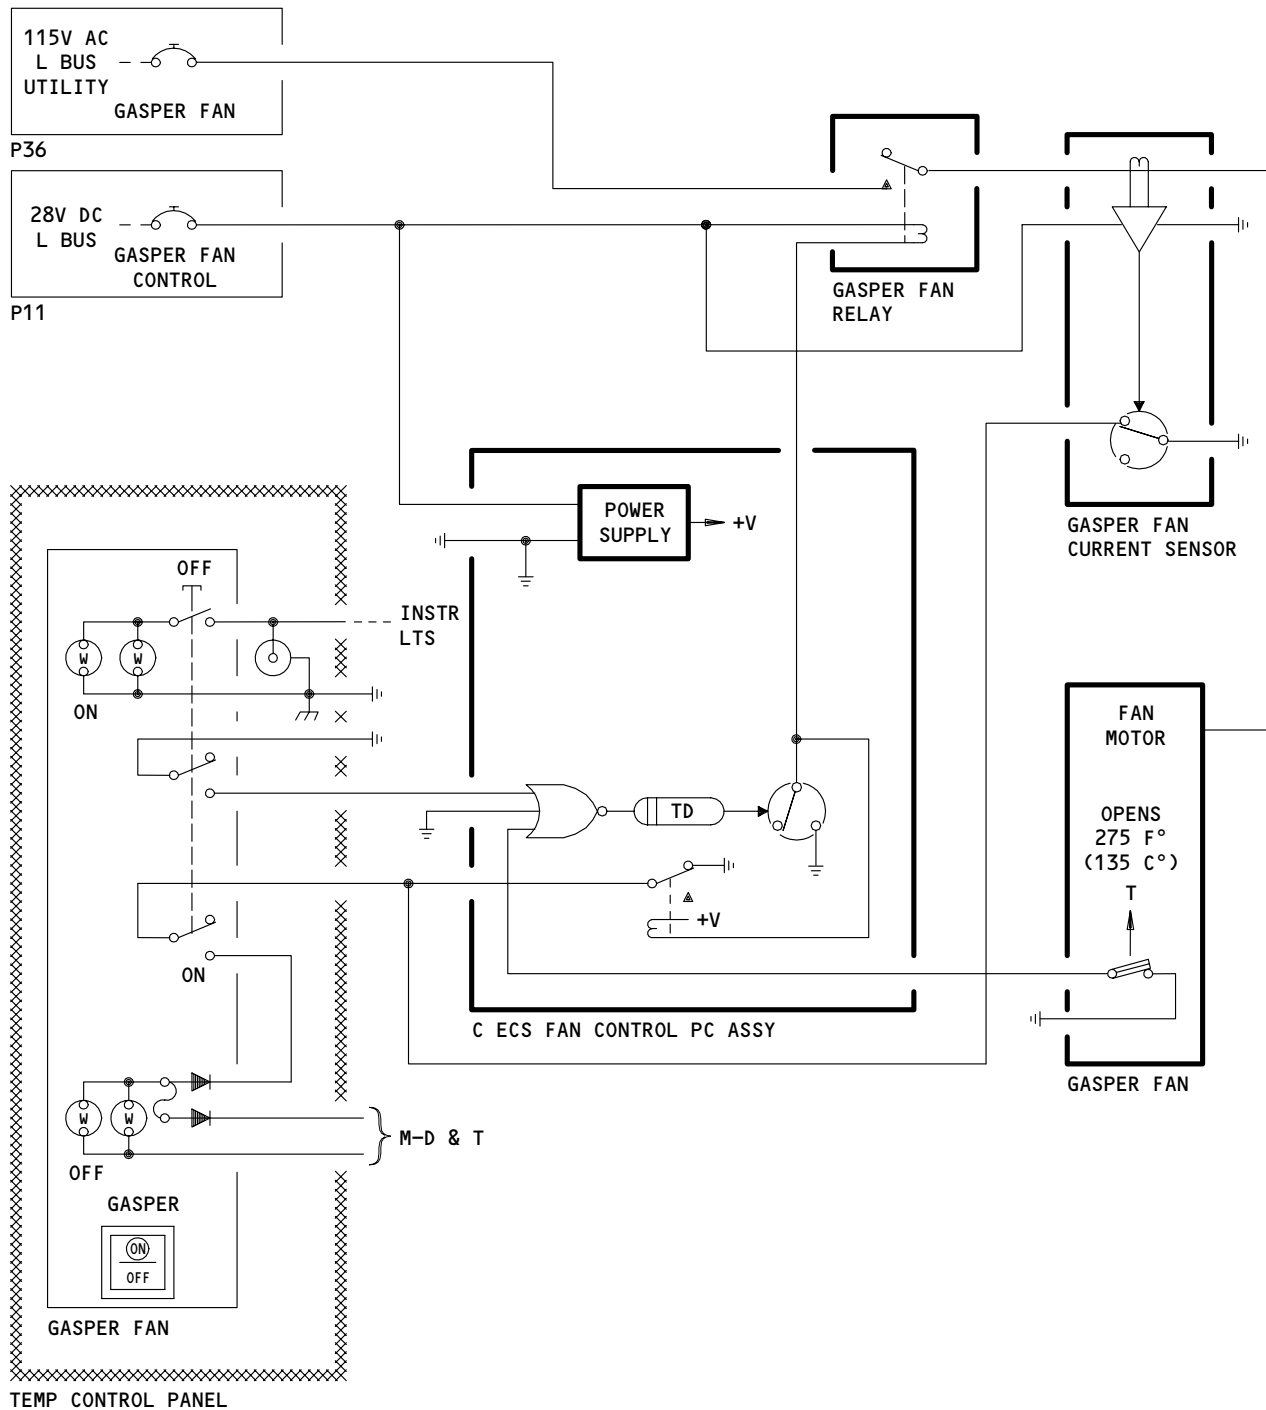 115V AC
L BUS
UTILITY
GASPER FAN
P36
28V DC
L BUS
GASPER FAN
CONTROL
P11
GASPER FAN
RELAY
GASPER FAN
CURRENT SENSOR
POWER
SUPPLY
+V
OFF
INSTR
LTS
W
W
ON
TD
+V
ON
C ECS FAN CONTROL PC ASSY
FAN
MOTOR
OPENS
275 F°
(135 C°)
T
GASPER FAN
W
W
OFF
M-D & T
GASPER
ON
OFF
GASPER FAN
TEMP CONTROL PANEL